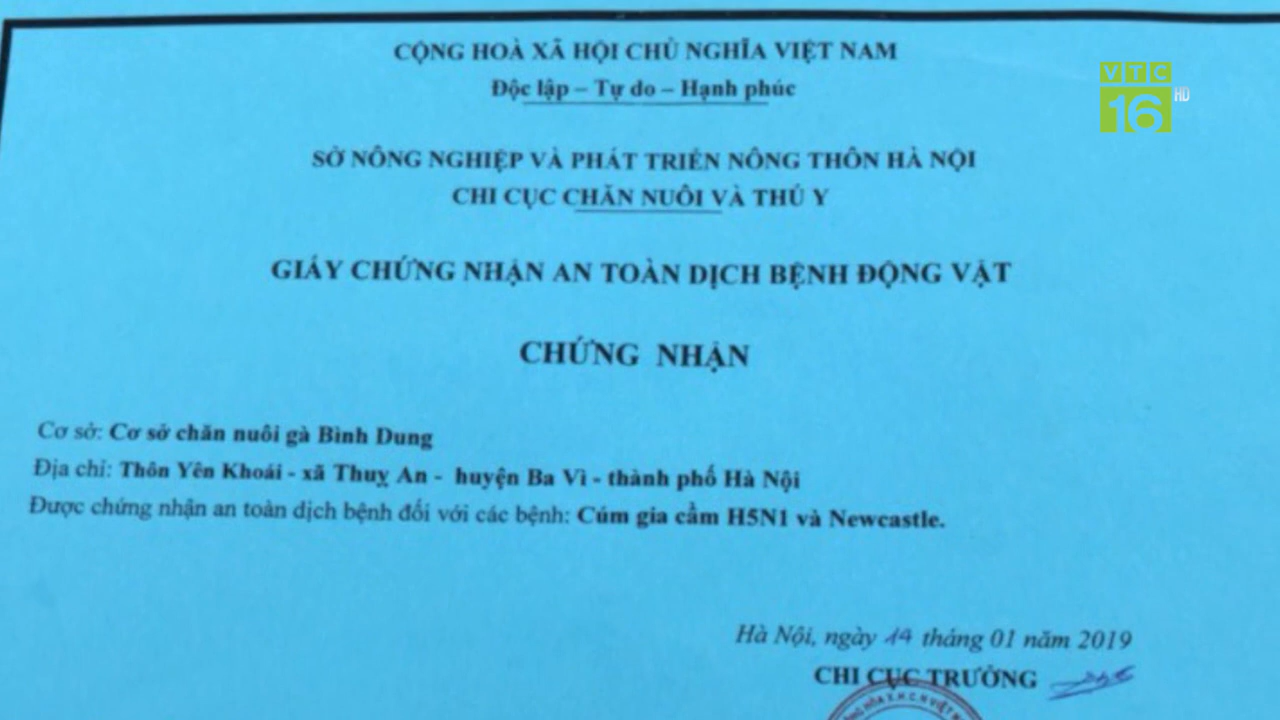 CỘNG HOÀ XÃ HỘI CHỦ NGHĨA VIỆT NAM
Độc lập – Tự do – Hạnh phúc
VTC
16 HD
SỞ NÔNG NGHIỆP VÀ PHÁT TRIỂN NÔNG THÔN HÀ NỘI
CHI CỤC CHĂN NUÔI VÀ THÚ Y
GIẤY CHỨNG NHẬN AN TOÀN DỊCH BỆNH ĐỘNG VẬT
CHỨNG NHẬN
Cơ sở: Cơ sở chăn nuôi gà Bình Dung
Địa chỉ: Thôn Yên Khoái - xã Thuỵ An - huyện Ba Vì - thành phố Hà Nội
Được chứng nhận an toàn dịch bệnh đối với các bệnh: Cúm gia cầm H5N1 và Newcastle.
Hà Nội, ngày 14 tháng 01 năm 2019
CHI CỤC TRƯỞNG